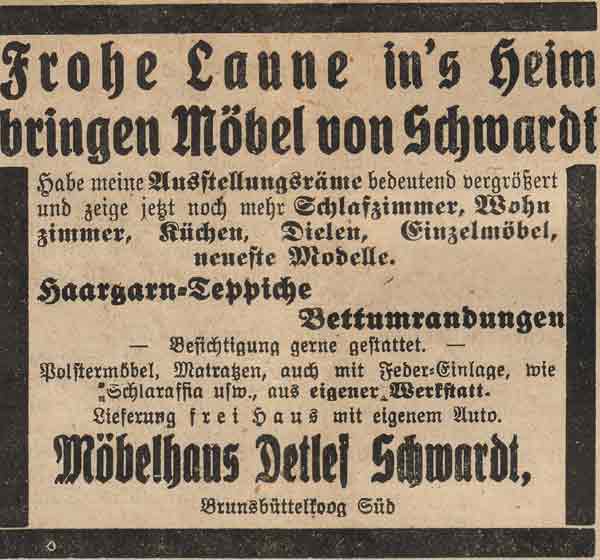 Frohe Laune in's Heim
bringen Möbel von Schwardt
Habe meine Ausstellungsräme bedeutend vergrößert
und zeige jetzt noch mehr Schlafzimmer, Wohn
zimmer, Küchen, Dielen, Einzelmöbel,
neueste Modelle.
Haargarn-Teppiche
Bettumrandungen
— Besichtigung gerne gestattet. —
Polstermöbel, Matratzen, auch mit Feder-Einlage, wie
„Schlaraffia usw., aus eigener Werkstatt.
Lieferung frei Haus mit eigenem Auto.
Möbelhaus Detlef Schwardt,
Brunsbüttelkoog Süd